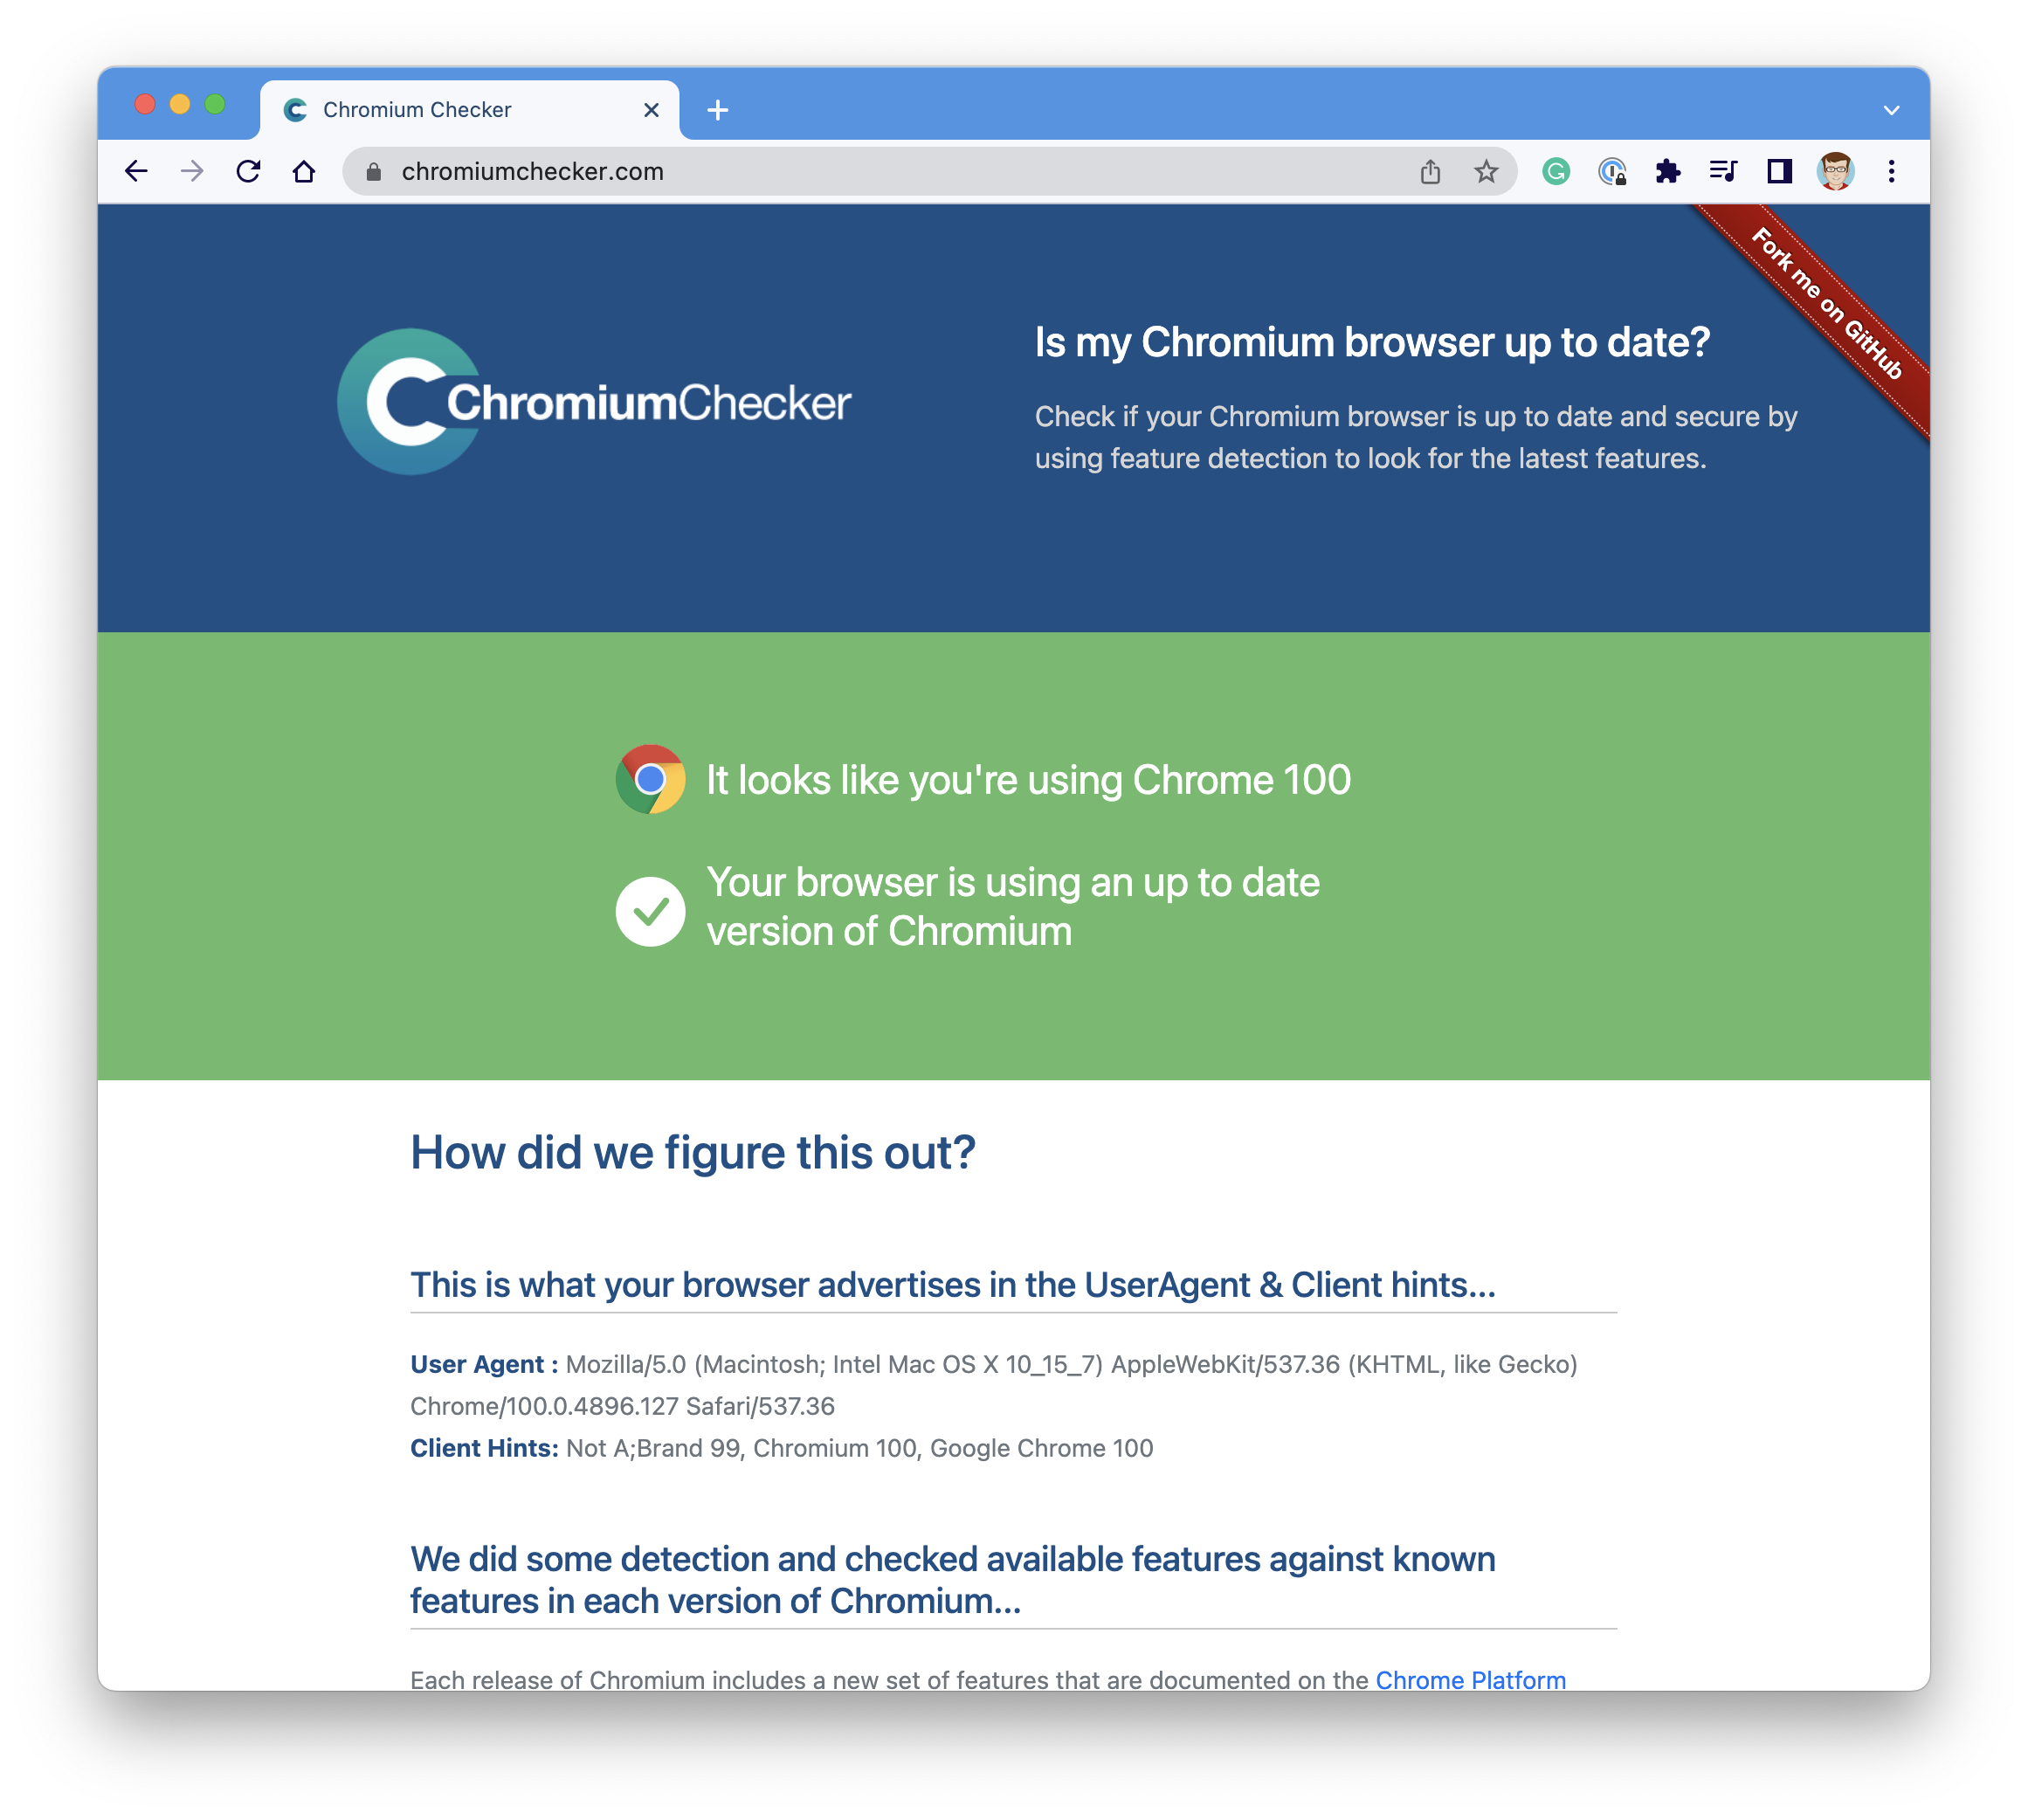 Chromium Checker
chromiumchecker.com
Fork me on GitHub
ChromiumChecker
Is my Chromium browser up to date?
Check if your Chromium browser is up to date and secure by
using feature detection to look for the latest features.
It looks like you're using Chrome 100
Your browser is using an up to date
version of Chromium
How did we figure this out?
This is what your browser advertises in the UserAgent & Client hints...
User Agent : Mozilla/5.0 (Macintosh; Intel Mac OS X 10_15_7) AppleWebKit/537.36 (KHTML, like Gecko)
Chrome/100.0.4896.127 Safari/537.36
Client Hints: Not A;Brand 99, Chromium 100, Google Chrome 100
We did some detection and checked available features against known
features in each version of Chromium...
Each release of Chromium includes a new set of features that are documented on the Chrome Platform